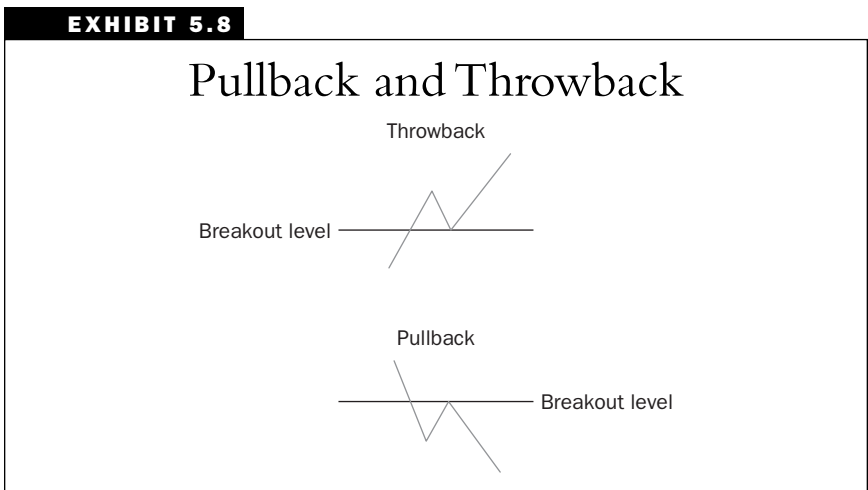 EXHIBIT 5.8
Pullback and Throwback
Throwback
Breakout level
Pullback
Breakout level